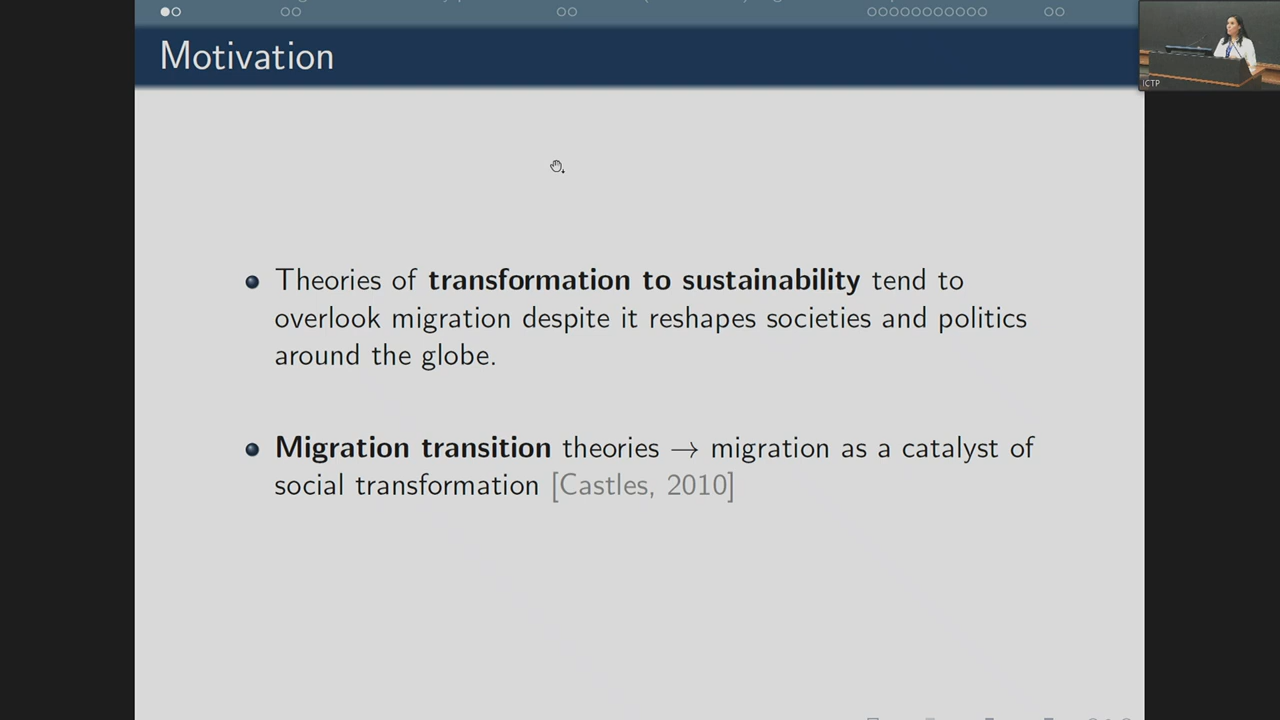 Motivation
ICTP
Theories of transformation to sustainability tend to
overlook migration despite it reshapes societies and politics
around the globe.
Migration transition theories → migration as a catalyst of
social transformation [Castles, 2010]